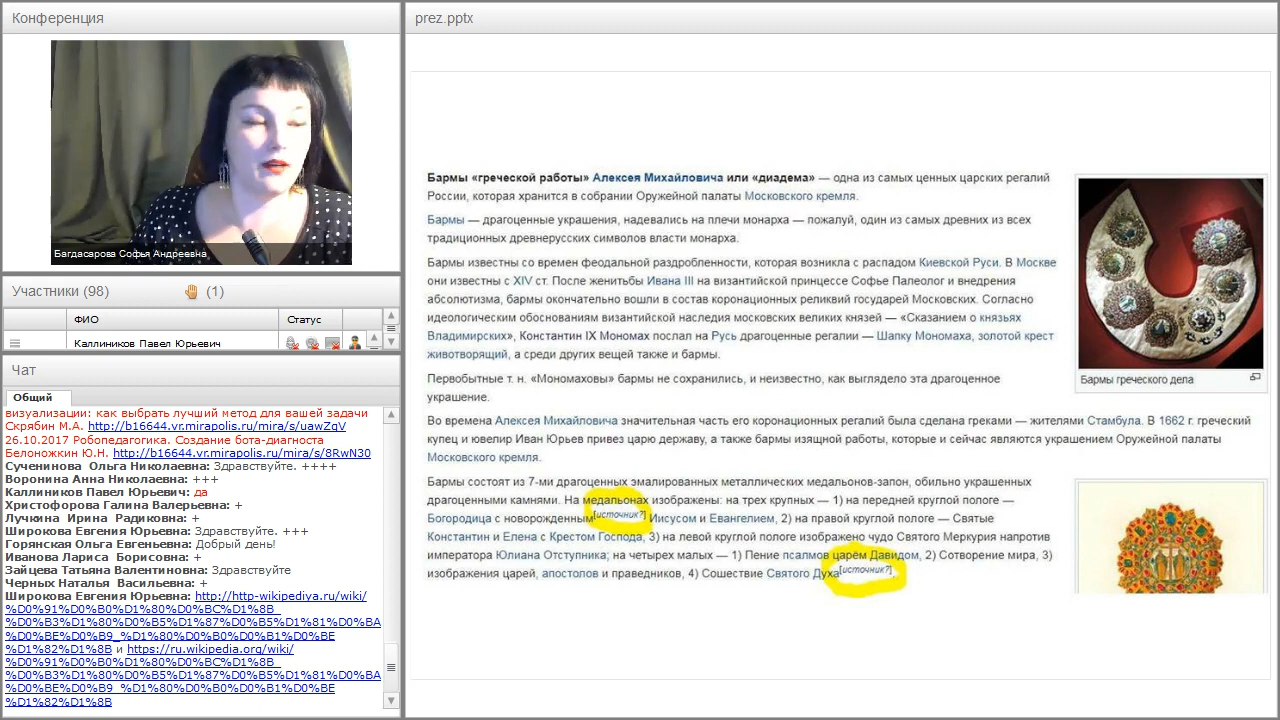 Конференция
Багдасарова Софья Андреевна
Участники (98)
(1)
ФИО
Статус
Каллиников Павел Юрьевич
Чат
Общий
визуализации: как выбрать лучший метод для вашей задачи
Скрябин М.А. http://b16644.vr.mirapolis.ru/mira/s/uawZqV
26.10.2017 Робопедагогика. Создание бота-диагноста
Белоножкин Ю.Н. http://b16644.vr.mirapolis.ru/mira/s/8RwN30
Сученинова Ольга Николаевна: Здравствуйте. ++++
Воронина Анна Николаевна: +++
Каллиников Павел Юрьевич: да
Христофорова Галина Валерьевна: +
Лучкина Ирина Радиковна: +
Широкова Евгения Юрьевна: Здравствуйте. +++
Горянская Ольга Евгеньевна: Добрый день!
Иванова Лариса Борисовна: +
Зайцева Татьяна Валентиновна: Здравствуйте
Черных Наталья Васильевна: +
Широкова Евгения Юрьевна: http://http-wikipediya.ru/wiki/
%D0%91%D0%B0%D1%80%D0%BC%D1%8B_
%D0%B3%D1%80%D0%B5%D1%87%D0%B5%D1%81%D0%BA
%D0%BE%D0%B9_%D1%80%D0%B0%D0%B1%D0%BE
%D1%82%D1%8B и https://ru.wikipedia.org/wiki/
%D0%91%D0%B0%D1%80%D0%BC%D1%8B_
%D0%B3%D1%80%D0%B5%D1%87%D0%B5%D1%81%D0%BA
%D0%BE%D0%B9_%D1%80%D0%B0%D0%B1%D0%BE
%D1%82%D1%8B
prez.pptx
Бармы «греческой работы» Алексея Михайловича или «диадема» — одна из самых ценных царских регалий
России, которая хранится в собрании Оружейной палаты Московского кремля.
Бармы — драгоценные украшения, надевались на плечи монарха — пожалуй, один из самых древних из всех
традиционных древнерусских символов власти монарха.
Бармы известны со времен феодальной раздробленности, которая возникла с распадом Киевской Руси. В Москве
они известны с XIV ст. После женитьбы Ивана III на византийской принцессе Софье Палеолог и внедрения
абсолютизма, бармы окончательно вошли в состав коронационных реликвий государей Московских. Согласно
идеологическим обоснованиям византийской наследия московских великих князей — «Сказанием о князьях
Владимирских», Константин IX Мономах послал на Русь драгоценные регалии — Шапку Мономаха, золотой крест
животворящий, а среди других вещей также и бармы.
Первобытные т. н. «Мономаховы» бармы не сохранились, и неизвестно, как выглядело эта драгоценное
украшение.
Во времена Алексея Михайловича значительная часть его коронационных регалий была сделана греками — жителями Стамбула. В 1662 г. греческий
купец и ювелир Иван Юрьев привез царю державу, а также бармы изящной работы, которые и сейчас являются украшением Оружейной палаты
Московского кремля.
Бармы состоят из 7-ми драгоценных эмалированных металлических медальонов-запон, обильно украшенных
драгоценными камнями. На медальонах изображены: на трех крупных — 1) на передней круглой пологе —
Богородица с новорожденным[источник?] Иисусом и Евангелием, 2) на правой круглой пологе — Святые
Константин и Елена с Крестом Господа, 3) на левой круглой пологе изображено чудо Святого Меркурия напротив
императора Юлиана Отступника; на четырех малых — 1) Пение псалмов царём Давидом, 2) Сотворение мира, 3)
изображения царей, апостолов и праведников, 4) Сошествие Святого Духа[источник?].
Бармы греческого дела